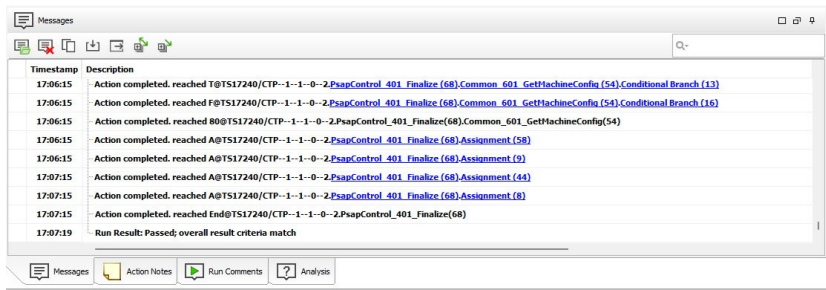 Messages
Timestamp Description
17:06:15 Action completed. reached T@TS17240/CTP--1--1--0--2.PsapControl_401_Finalize (68).Common_601_GetMachineConfig (54).Conditional Branch (13)
17:06:15 Action completed. reached F@TS17240/CTP--1--1--0--2.PsapControl_401_Finalize (68).Common_601_GetMachineConfig (54).Conditional Branch (16)
17:06:15 Action completed. reached 80@TS17240/CTP--1--1--0--2.PsapControl_401_Finalize(68).Common_601_GetMachineConfig(54)
17:06:15 Action completed. reached A@TS17240/CTP--1--1--0--2.PsapControl_401_Finalize (68).Assignment (58)
17:06:15 Action completed. reached A@TS17240/CTP--1--1--0--2.PsapControl_401_Finalize (68).Assignment (9)
17:07:15 Action completed. reached A@TS17240/CTP--1--1--0--2.PsapControl_401_Finalize (68).Assignment (44)
17:07:15 Action completed. reached A@TS17240/CTP--1--1--0--2.PsapControl_401_Finalize (68).Assignment (8)
17:07:15 Action completed. reached End@TS17240/CTP--1--1--0--2.PsapControl_401_Finalize(68)
17:07:19 Run Result: Passed; overall result criteria match
Messages Action Notes Run Comments Analysis